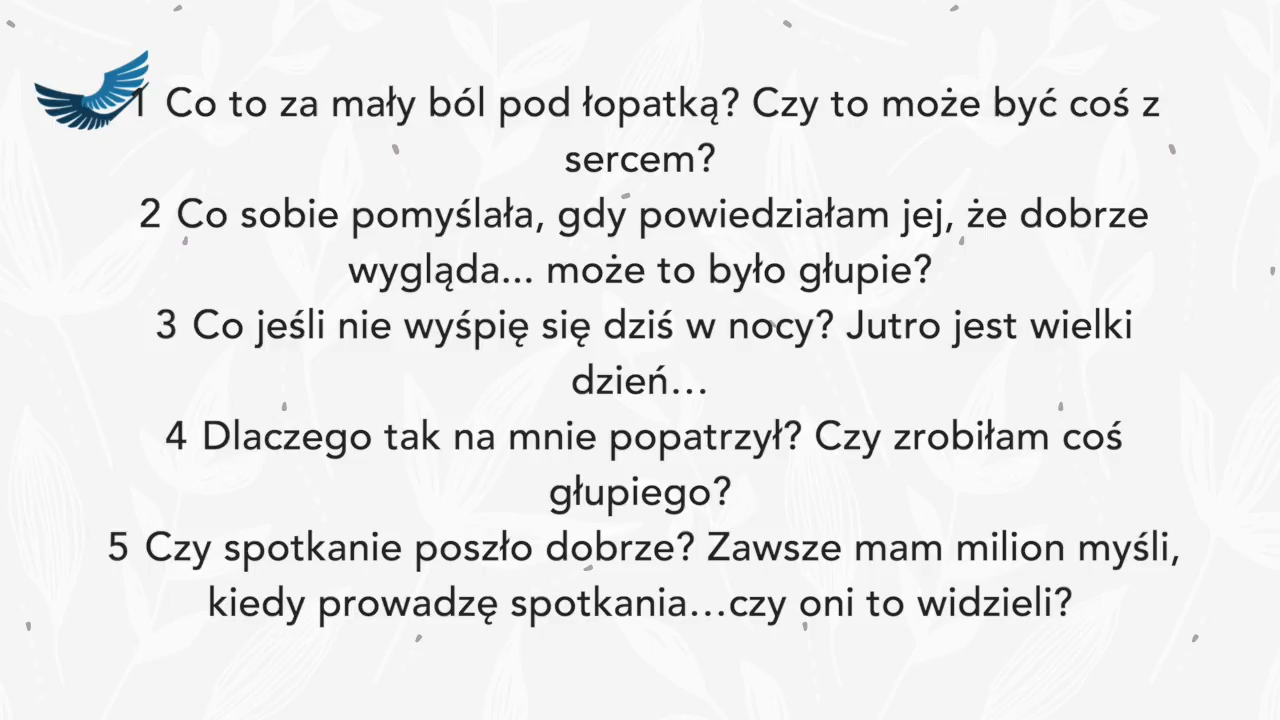 1 Co to za mały ból pod łopatką? Czy to może być coś z
sercem?
2 Co sobie pomyślała, gdy powiedziałam jej, że dobrze
wygląda... może to było głupie?
3 Co jeśli nie wyśpię się dziś w nocy? Jutro jest wielki
dzień...
4 Dlaczego tak na mnie popatrzył? Czy zrobiłam coś
głupiego?
5 Czy spotkanie poszło dobrze? Zawsze mam milion myśli,
kiedy prowadzę spotkania...czy oni to widzieli?